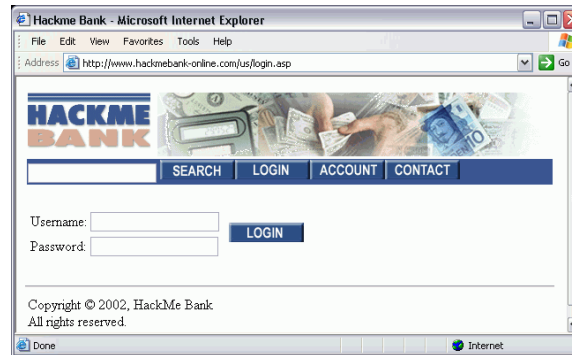 Hackme Bank - Microsoft Internet Explorer
File Edit View Favorites Tools Help
Address http://www.hackmebank-online.com/us/login.asp Go
HACKME
BANK
SEARCH LOGIN ACCOUNT CONTACT
Username:
LOGIN
Password:
Copyright © 2002, HackMe Bank
All rights reserved.
Done Internet